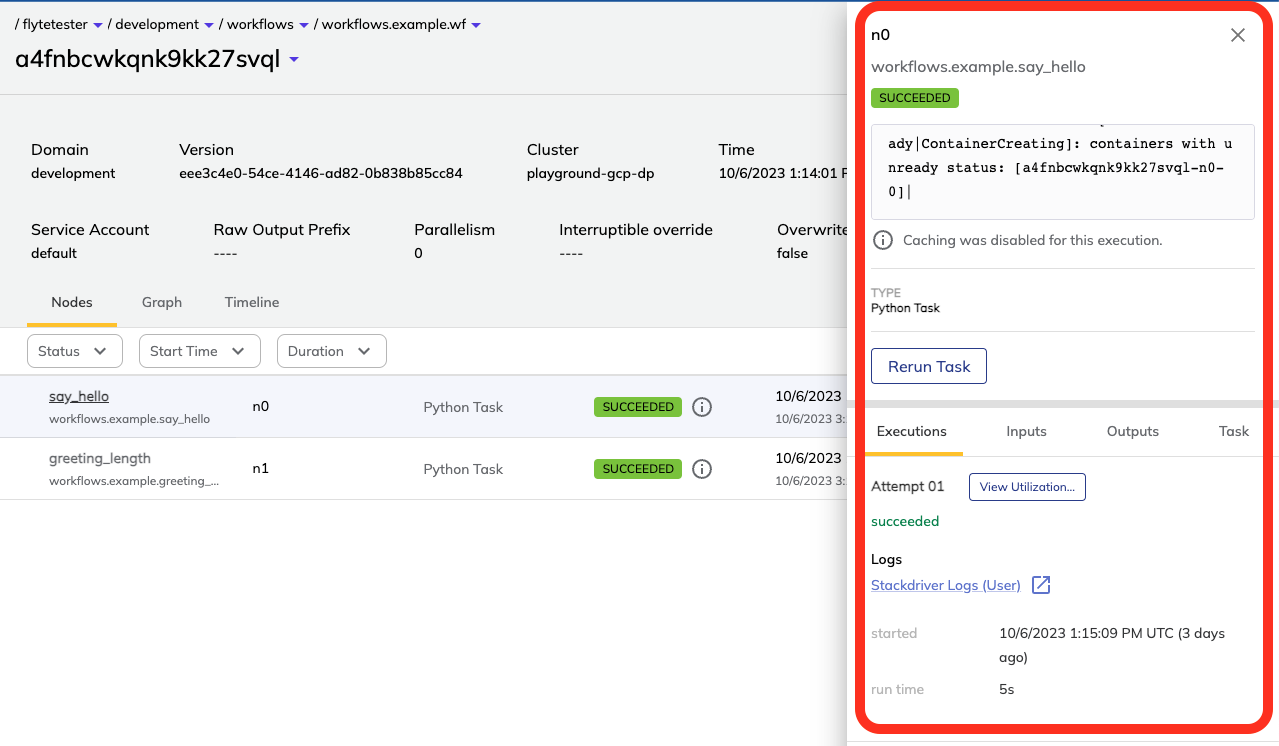 / flytetester / development / workflows / workflows.example.wf
a4fnbcwkqnk9kk27svql
Domain Version Cluster Time
development eee3c4e0-54ce-4146-ad82-0b838b85cc84 playground-gcp-dp 10/6/2023 1:14:01
Service Account Raw Output Prefix Parallelism Interruptible override Overwrite
default ---- 0 ---- false
Nodes Graph Timeline
Status Start Time Duration
say_hello n0 Python Task SUCCEEDED 10/6/2023
workflows.example.say_hello 10/6/2023 3:
greeting_length n1 Python Task SUCCEEDED 10/6/2023
workflows.example.greeting_... 10/6/2023 3:
n0
workflows.example.say_hello
SUCCEEDED
ady|ContainerCreating]: containers with u
nready status: [a4fnbcwkqnk9kk27svql-n0-
0]|
Caching was disabled for this execution.
TYPE
Python Task
Rerun Task
Executions Inputs Outputs Task
Attempt 01 View Utilization...
succeeded
Logs
Stackdriver Logs (User)
started 10/6/2023 1:15:09 PM UTC (3 days
ago)
run time 5s